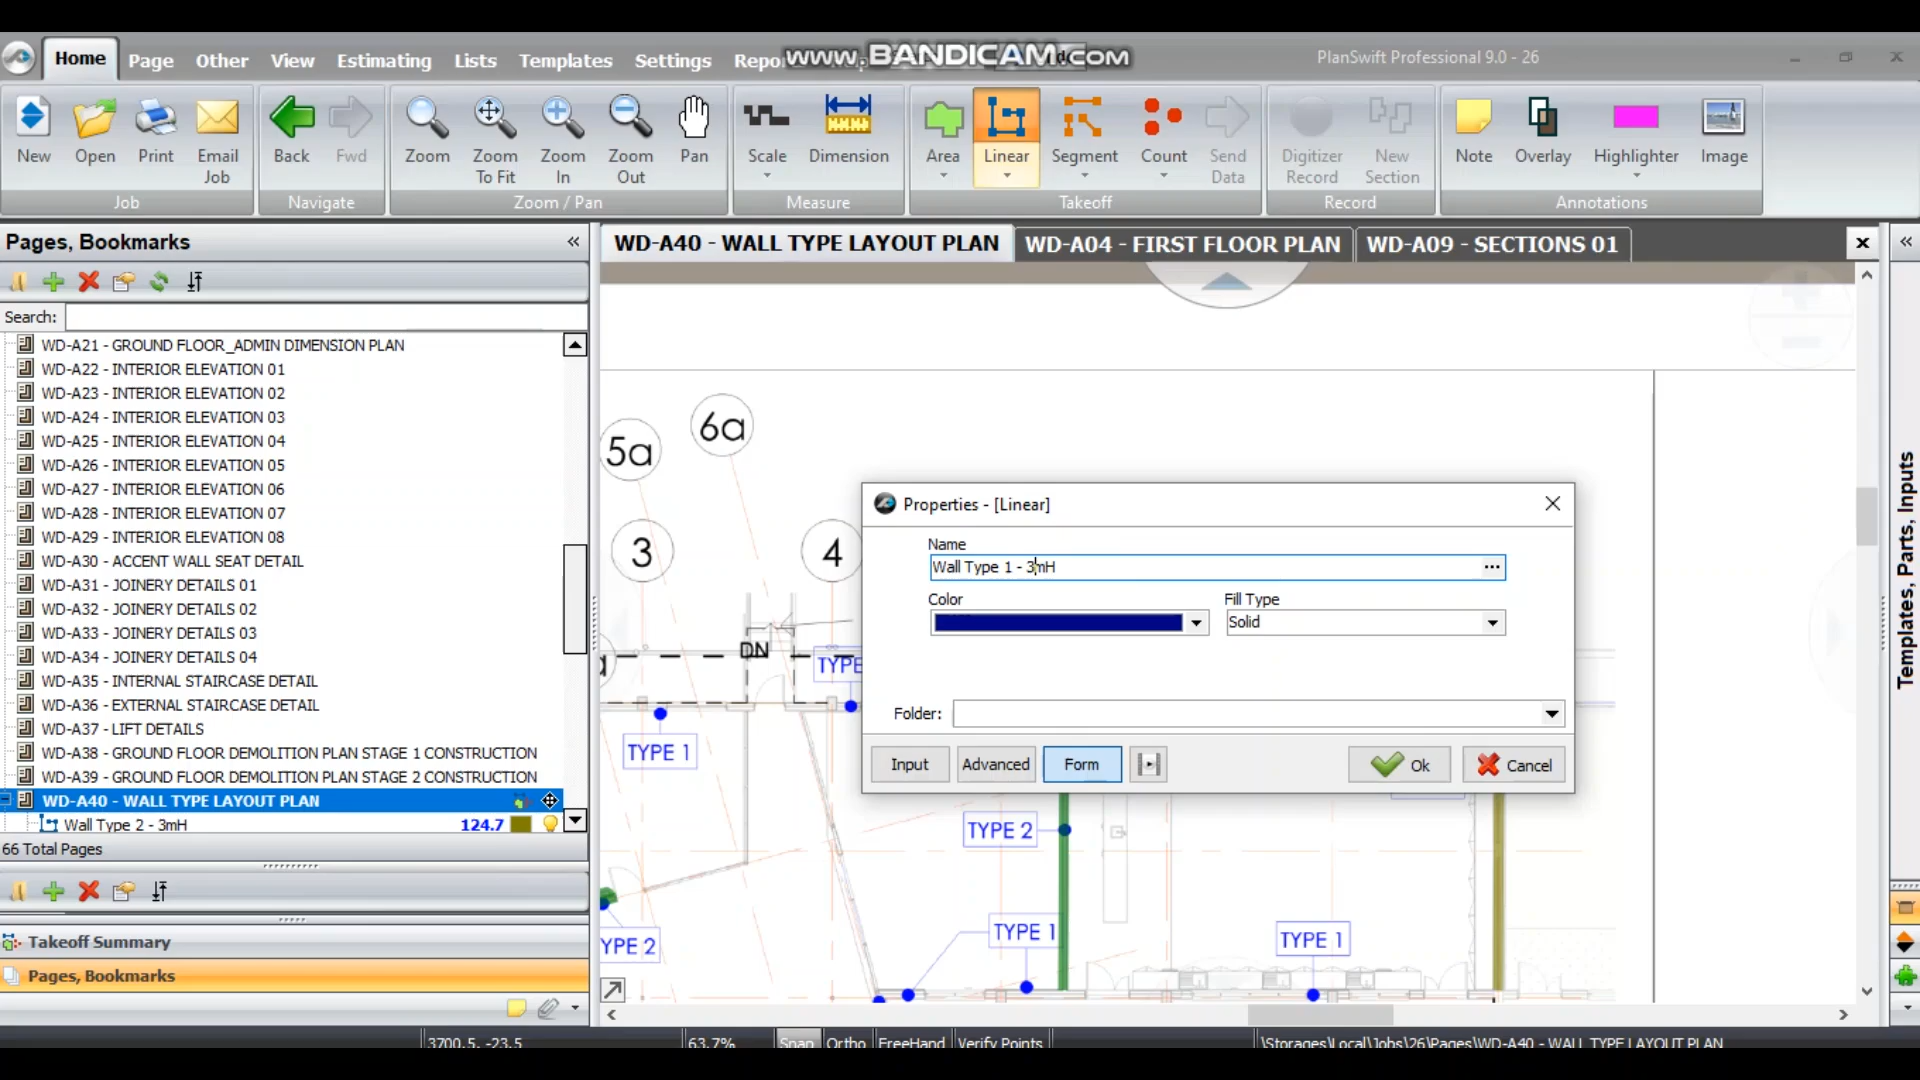 www.BANDICAM.com
Home
Page
Other
View
Estimating
Lists
Templates
Settings
Repo
PlanSwift Professional 9.0 - 26
New
Open
Print
Email
Job
Back
Fwd
Zoom
Zoom
To Fit
Zoom
In
Zoom
Out
Pan
Scale
Dimension
Area
Linear
Segment
Count
Send
Data
Digitizer
Record
New
Section
Note
Overlay
Highlighter
Image
Job
Navigate
Zoom / Pan
Measure
Takeoff
Record
Annotations
Pages, Bookmarks
WD-A40 - WALL TYPE LAYOUT PLAN
WD-A04 - FIRST FLOOR PLAN
WD-A09 - SECTIONS 01
Search:
WD-A21 - GROUND FLOOR_ADMIN DIMENSION PLAN
WD-A22 - INTERIOR ELEVATION 01
WD-A23 - INTERIOR ELEVATION 02
WD-A24 - INTERIOR ELEVATION 03
WD-A25 - INTERIOR ELEVATION 04
WD-A26 - INTERIOR ELEVATION 05
WD-A27 - INTERIOR ELEVATION 06
WD-A28 - INTERIOR ELEVATION 07
WD-A29 - INTERIOR ELEVATION 08
WD-A30 - ACCENT WALL SEAT DETAIL
WD-A31 - JOINERY DETAILS 01
WD-A32 - JOINERY DETAILS 02
WD-A33 - JOINERY DETAILS 03
WD-A34 - JOINERY DETAILS 04
WD-A35 - INTERNAL STAIRCASE DETAIL
WD-A36 - EXTERNAL STAIRCASE DETAIL
WD-A37 - LIFT DETAILS
WD-A38 - GROUND FLOOR DEMOLITION PLAN STAGE 1 CONSTRUCTION
WD-A39 - GROUND FLOOR DEMOLITION PLAN STAGE 2 CONSTRUCTION
WD-A40 - WALL TYPE LAYOUT PLAN
Wall Type 2 - 3mH
124.7
66 Total Pages
Takeoff Summary
Pages, Bookmarks
5a
6a
3
4
DN
TYPE
TYPE 1
TYPE 2
TYPE 1
YPE 2
TYPE 1
Properties - [Linear]
Name
Wall Type 1 - 3mH
Color
Fill Type
Solid
Folder:
Input
Advanced
Form
Ok
Cancel
Templates, Parts, Inputs
3700.5, -23.5
63.7%
Snap
Ortho
FreeHand
Verify Points
\Storages\Local\Jobs\26\Pages\WD-A40 - WALL TYPE LAYOUT PLAN